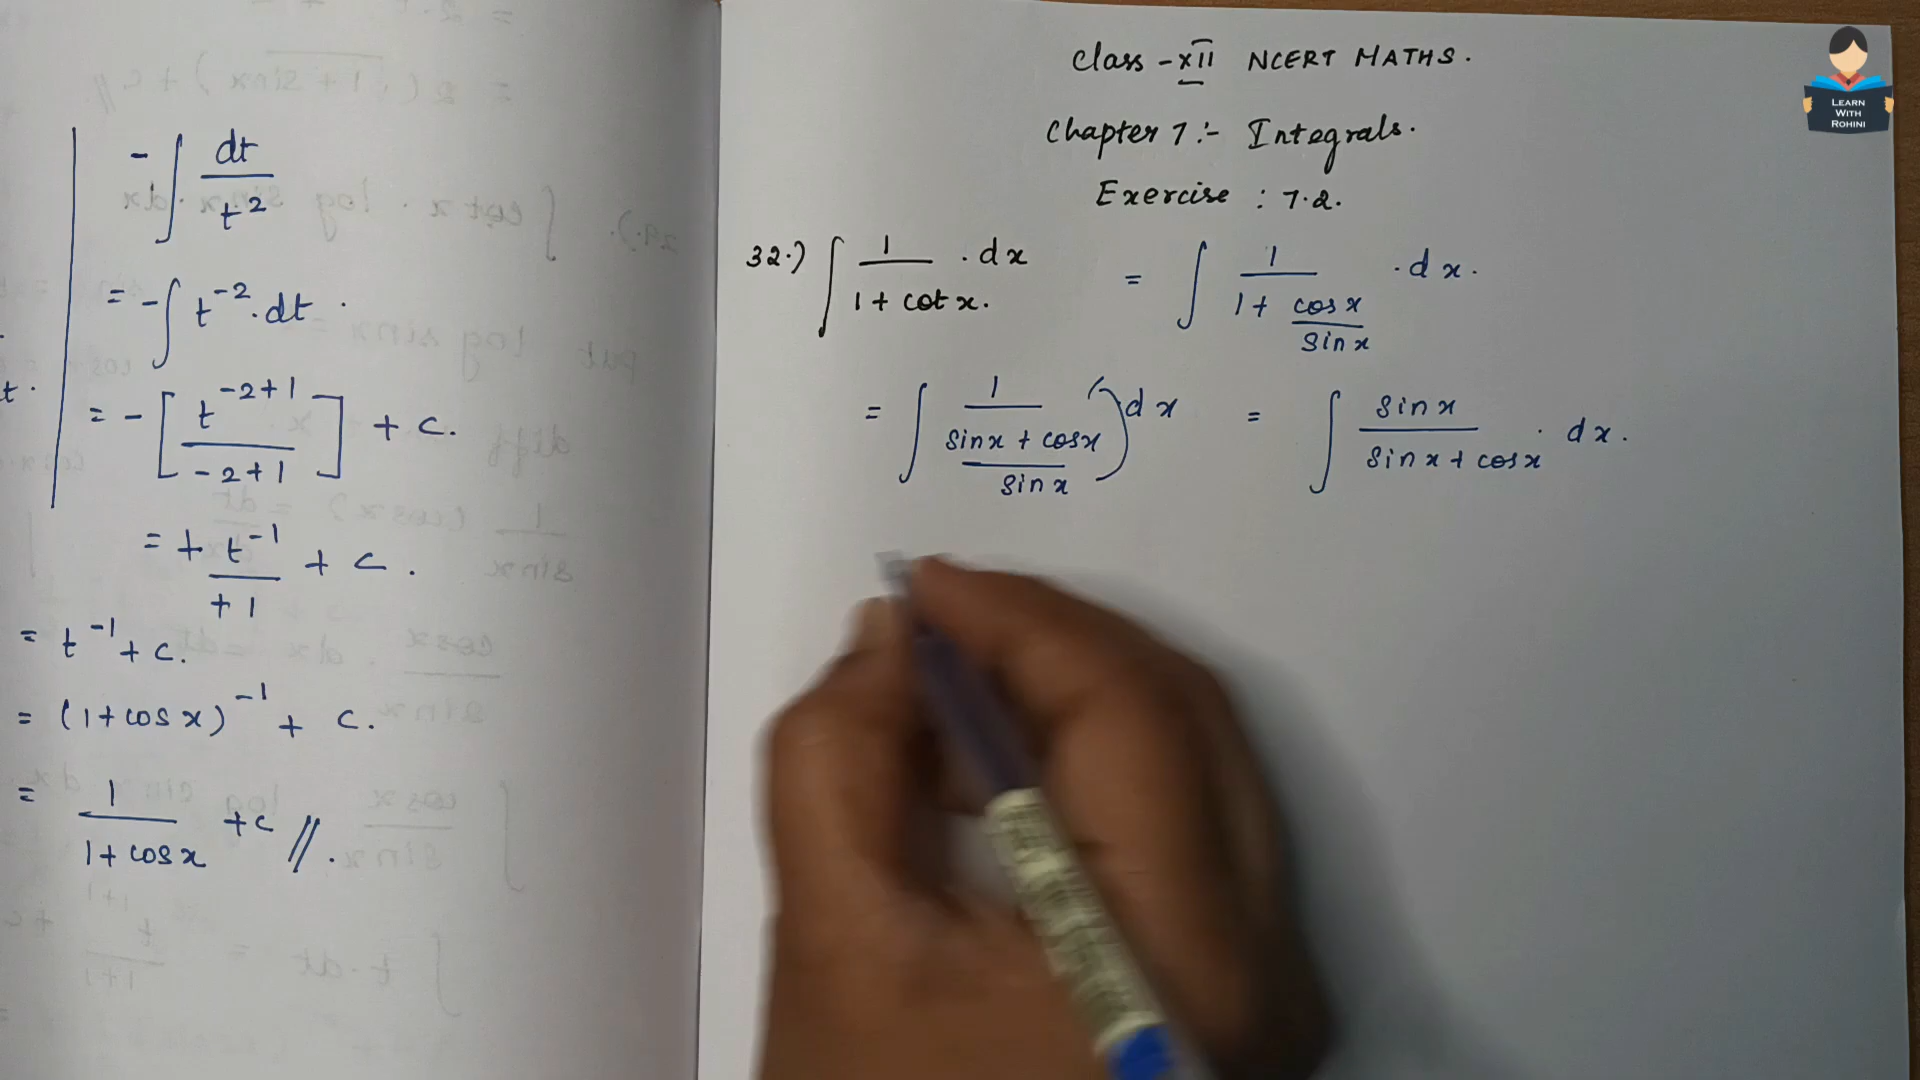 - ∫ dt / t^2
= - ∫ t^-2 . dt .
t .
= - [ t^-2+1 / -2+1 ] + c.
= + t^-1 / +1 + c .
= t^-1 + c.
= (1+cos x)^-1 + c.
= 1 / 1+cos x + c //.
Class - XII NCERT MATHS.
Chapter 7 :- Integrals.
Exercise : 7.2.
32.) ∫ 1 / 1 + cot x. . dx = ∫ 1 / 1 + cos x / sin x . dx.
= ∫ 1 / sin x + cos x / sin x dx = ∫ sin x / sin x + cos x . dx.
LEARN
WITH
ROHINI